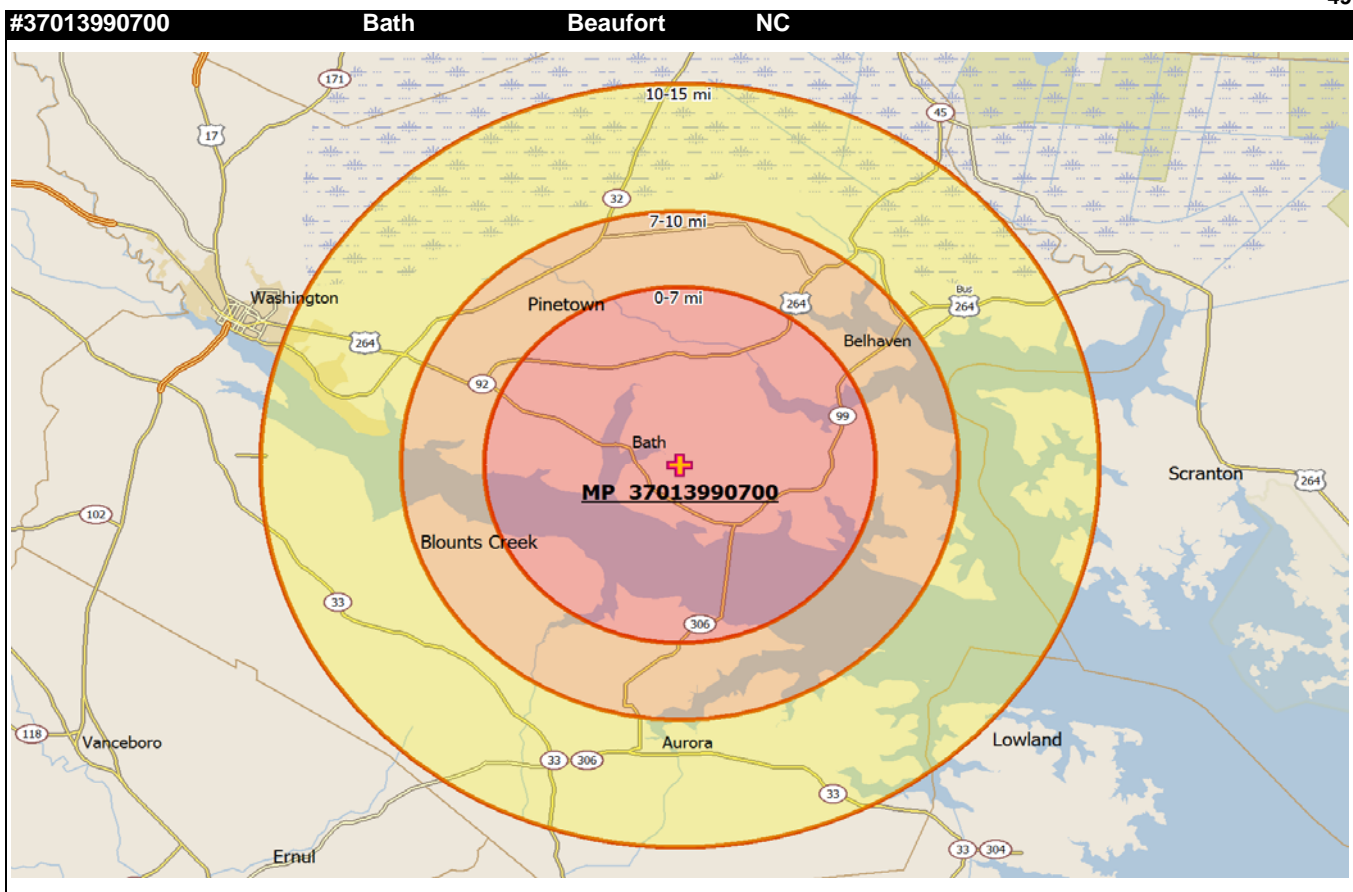 #37013990700 Bath Beaufort NC
171
10-15 mi
45
17
32
7-10 mi
Washington
Pinetown
0-7 mi
264
Bus
264
264
Belhaven
92
99
Bath
Scranton
264
MP 37013990700
102
Blounts Creek
33
306
118
Vanceboro
Aurora
Lowland
33 306
33
Ernul
33 304